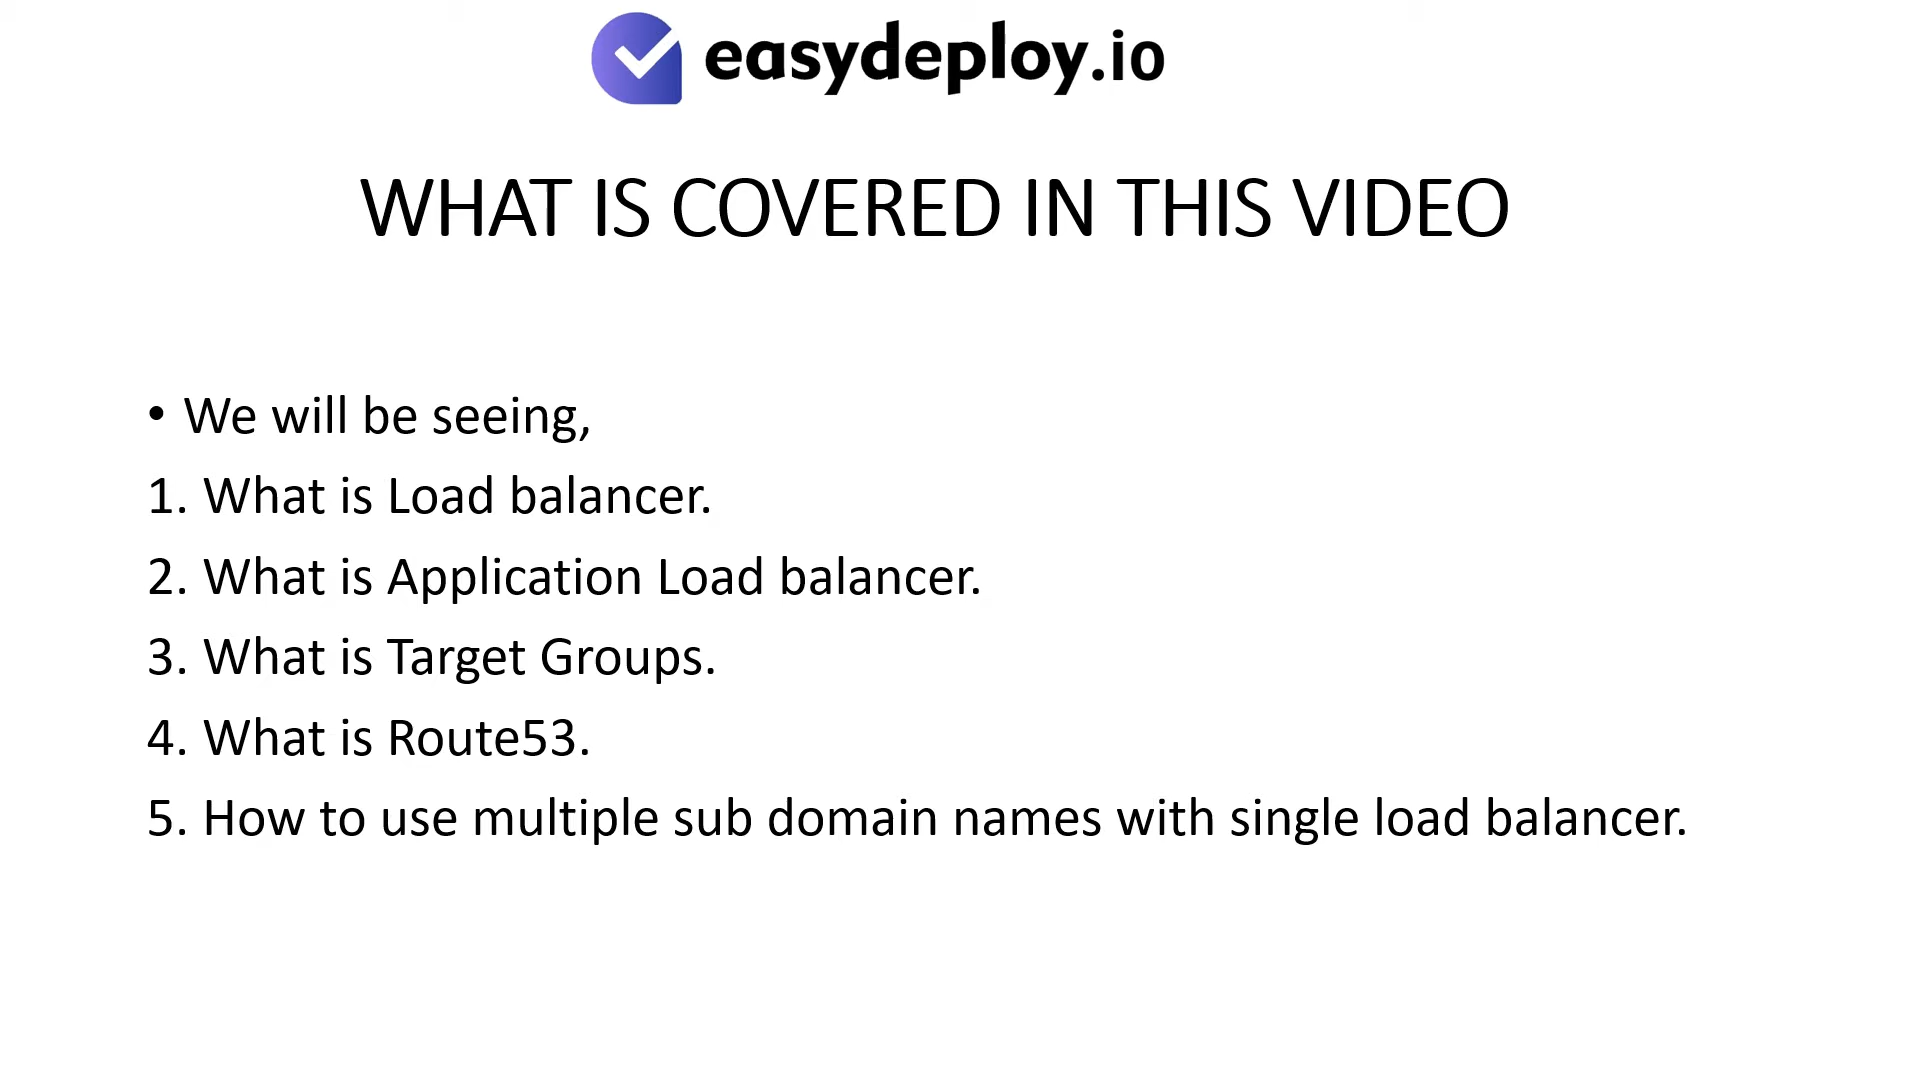 easydeploy.io
WHAT IS COVERED IN THIS VIDEO
• We will be seeing,
1. What is Load balancer.
2. What is Application Load balancer.
3. What is Target Groups.
4. What is Route53.
5. How to use multiple sub domain names with single load balancer.